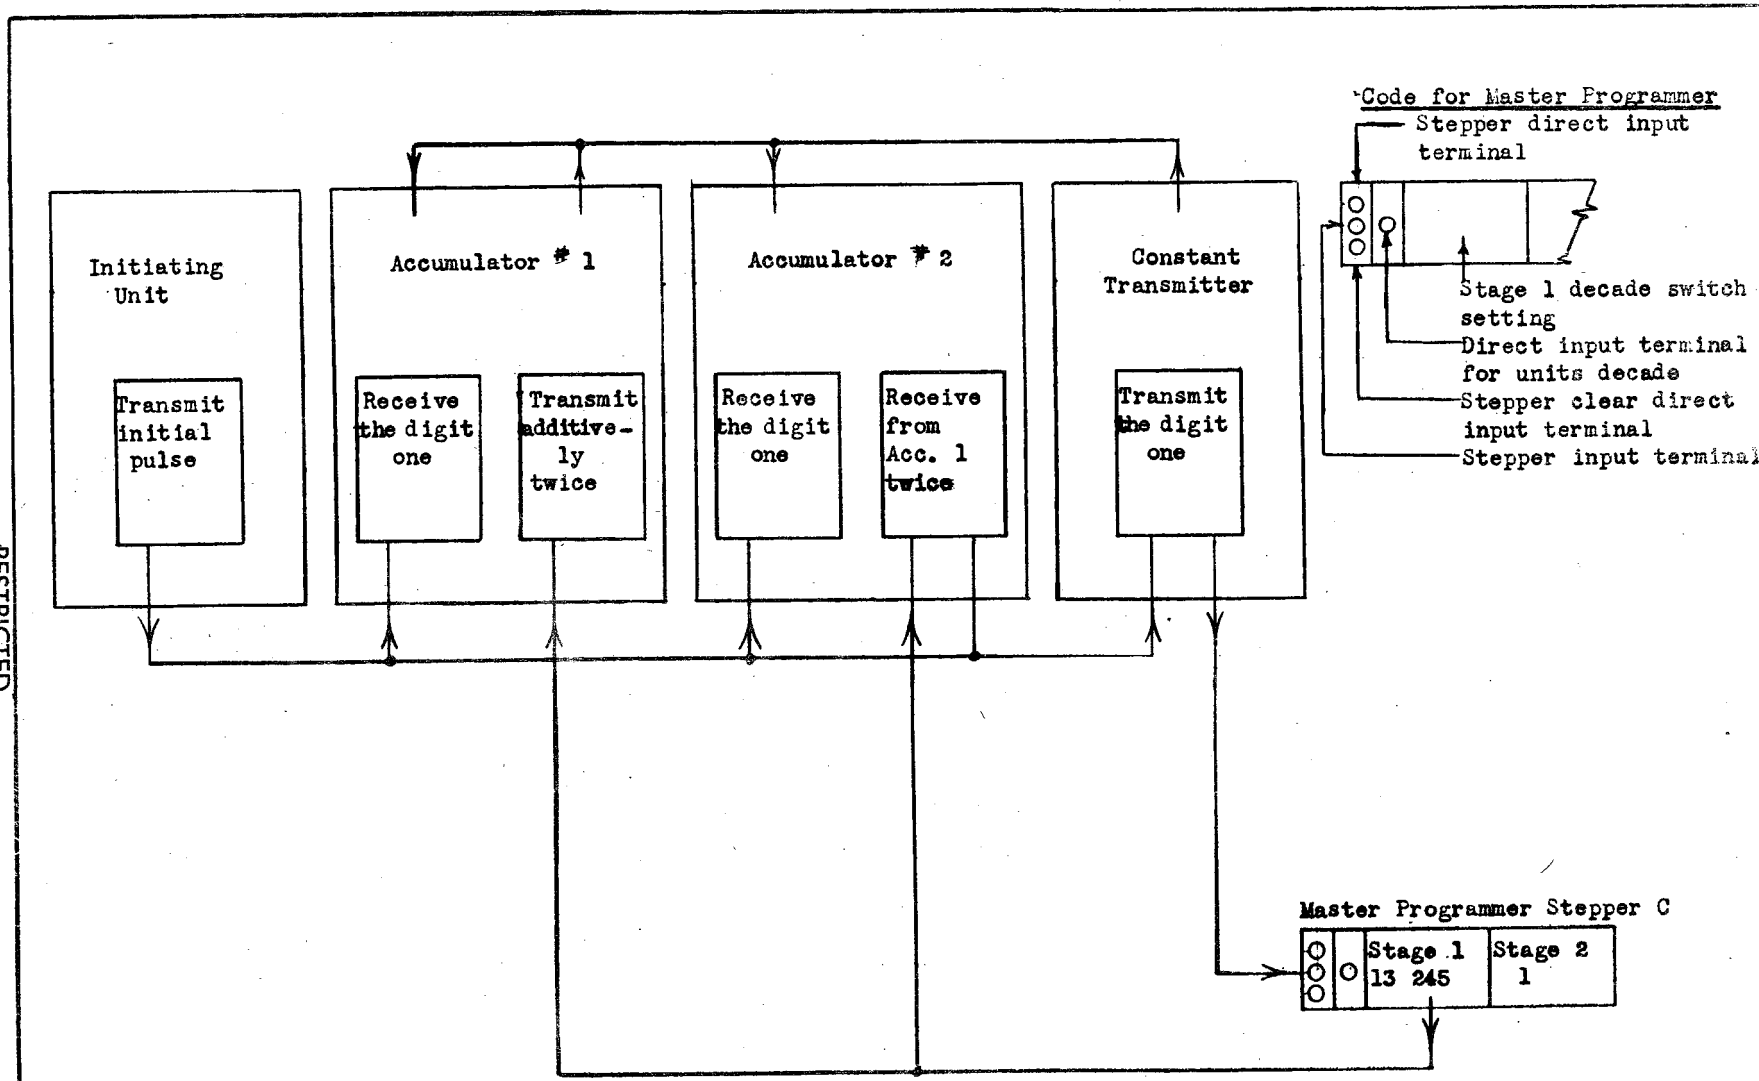 Code for Master Programmer
Stepper direct input
terminal
Initiating
Unit
Accumulator # 1
Accumulator # 2
Constant
Transmitter
Stage 1 decade switch
setting
Direct input terminal
for units decade
Stepper clear direct
input terminal
Stepper input terminal
Transmit
initial
pulse
Receive
the digit
one
Transmit
additive-
ly
twice
Receive
the digit
one
Receive
from
Acc. 1
twice
Transmit
the digit
one
RESTRICTED
Master Programmer Stepper C
Stage 1
13 245
Stage 2
1